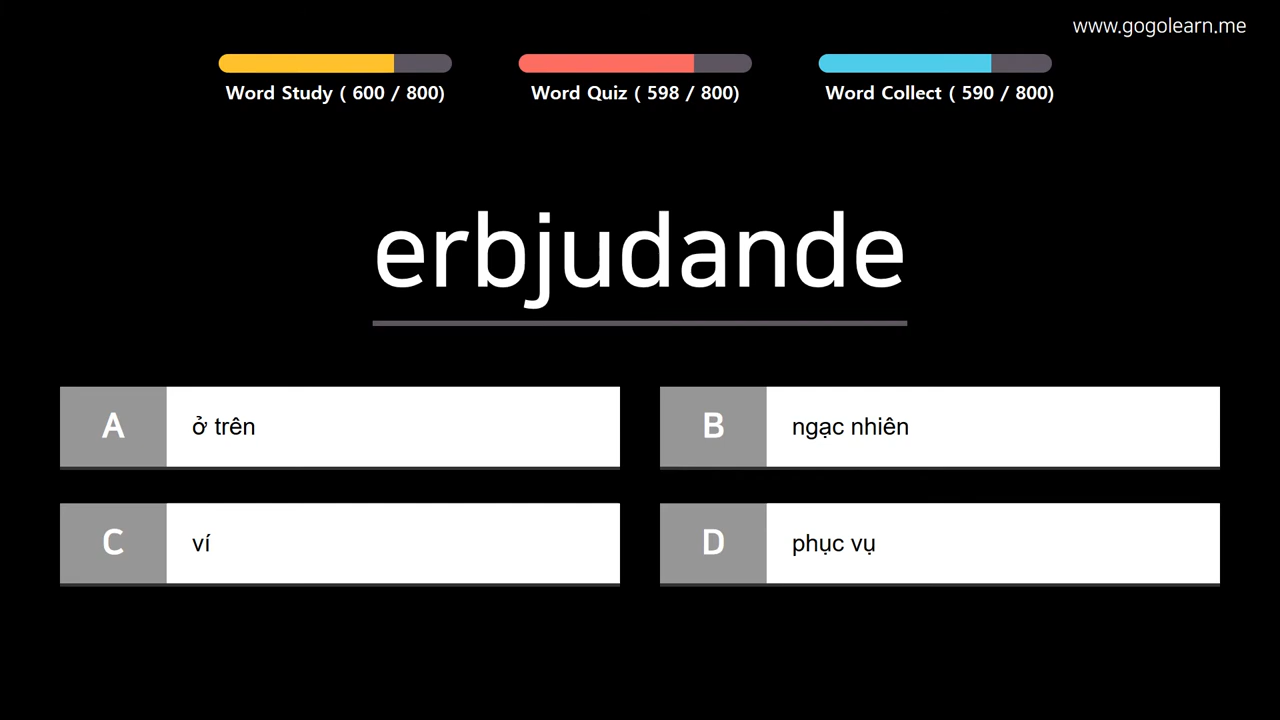 www.gogolearn.me
Word Study ( 600 / 800)
Word Quiz ( 598 / 800)
Word Collect ( 590 / 800)
erbjudande
A ở trên
B ngạc nhiên
C ví
D phục vụ